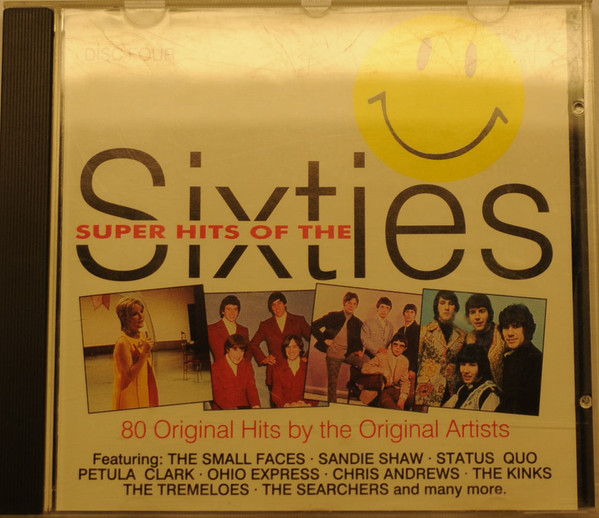 DISC FOUR
Sixties
SUPER HITS OF THE
80 Original Hits by the Original Artists
Featuring: THE SMALL FACES · SANDIE SHAW · STATUS QUO
PETULA CLARK · OHIO EXPRESS · CHRIS ANDREWS · THE KINKS
THE TREMELOES · THE SEARCHERS and many more.